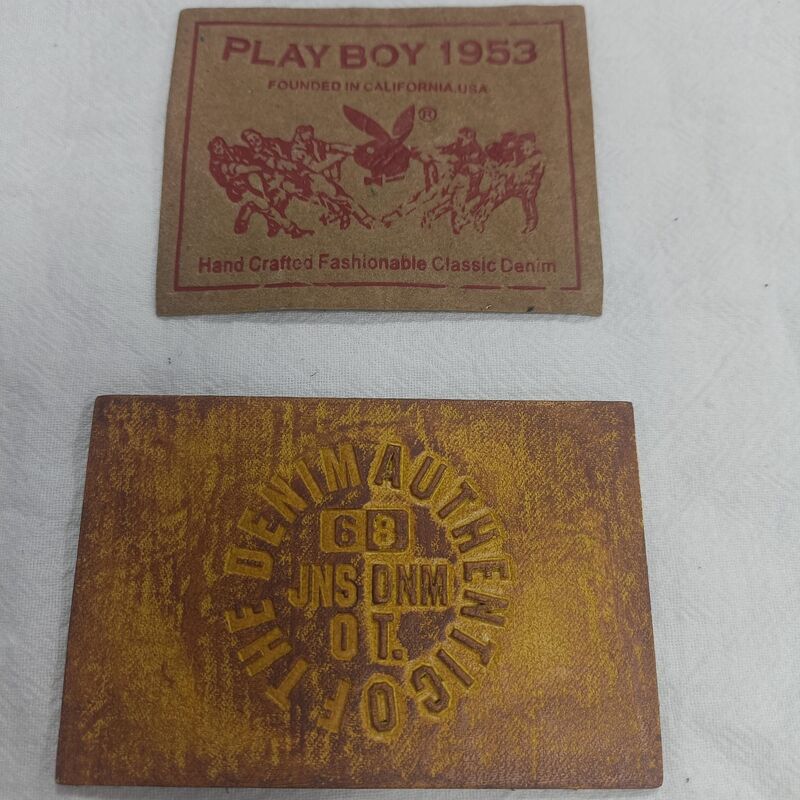 PLAY BOY 1953
FOUNDED IN CALIFORNIA.USA
®
Hand Crafted Fashionable Classic Denim
AUTHENTIC OF THE DENIM
68
JNS DNM
O T.